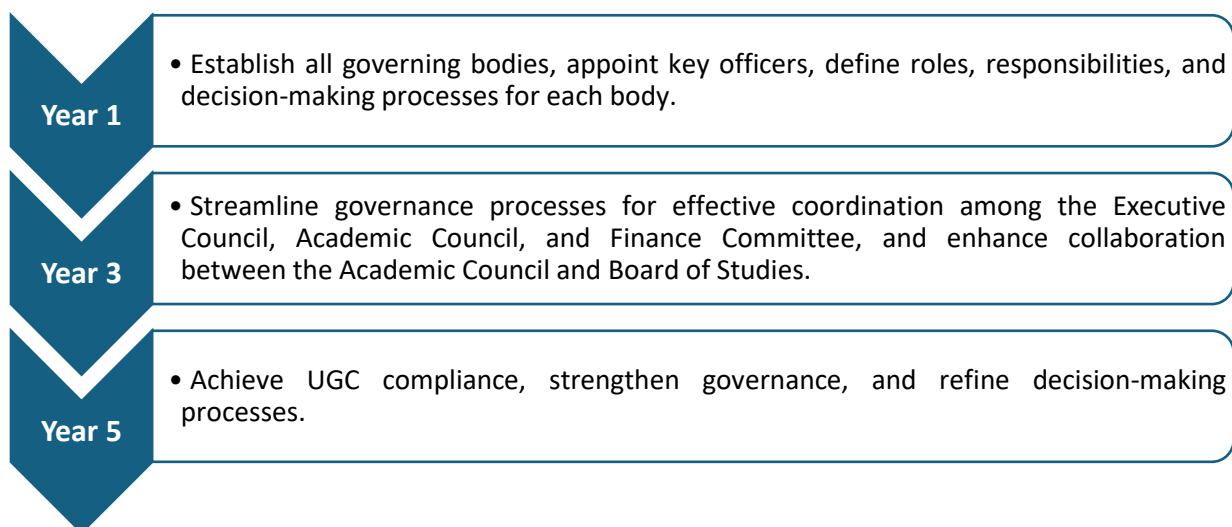 Year 1
• Establish all governing bodies, appoint key officers, define roles, responsibilities, and
decision-making processes for each body.
Year 3
• Streamline governance processes for effective coordination among the Executive
Council, Academic Council, and Finance Committee, and enhance collaboration
between the Academic Council and Board of Studies.
Year 5
• Achieve UGC compliance, strengthen governance, and refine decision-making
processes.